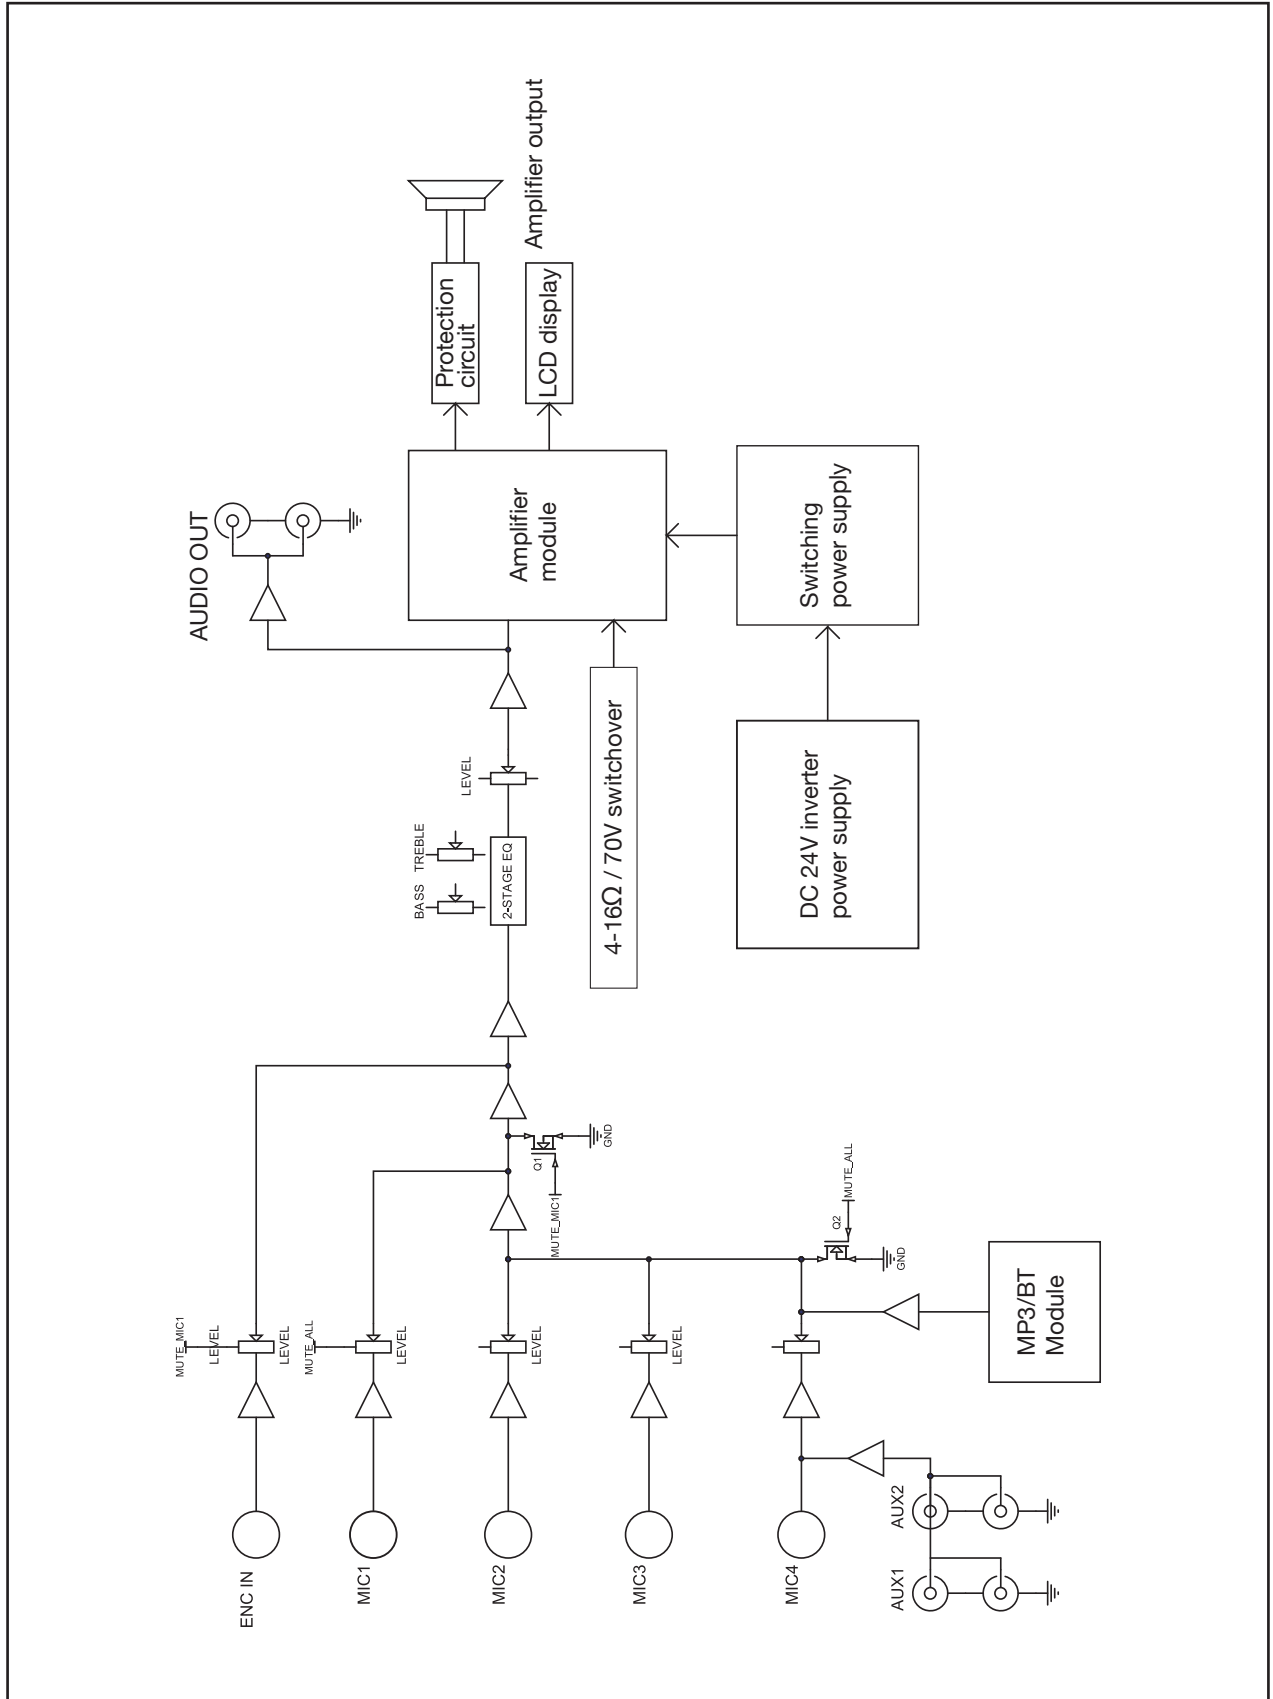 AUDIO OUT
Amplifier output
Protection
circuit
LCD display
Amplifier
module
Switching
power supply
4-16Ω / 70V switchover
DC 24V inverter
power supply
LEVEL
BASS TREBLE
2-STAGE EQ
Q1
GND
MUTE_MIC1
MUTE_ALL
Q2
GND
MP3/BT
Module
MUTE_MIC1
LEVEL
LEVEL
MUTE_ALL
LEVEL
LEVEL
LEVEL
ENC IN
MIC1
MIC2
MIC3
MIC4
AUX1
AUX2